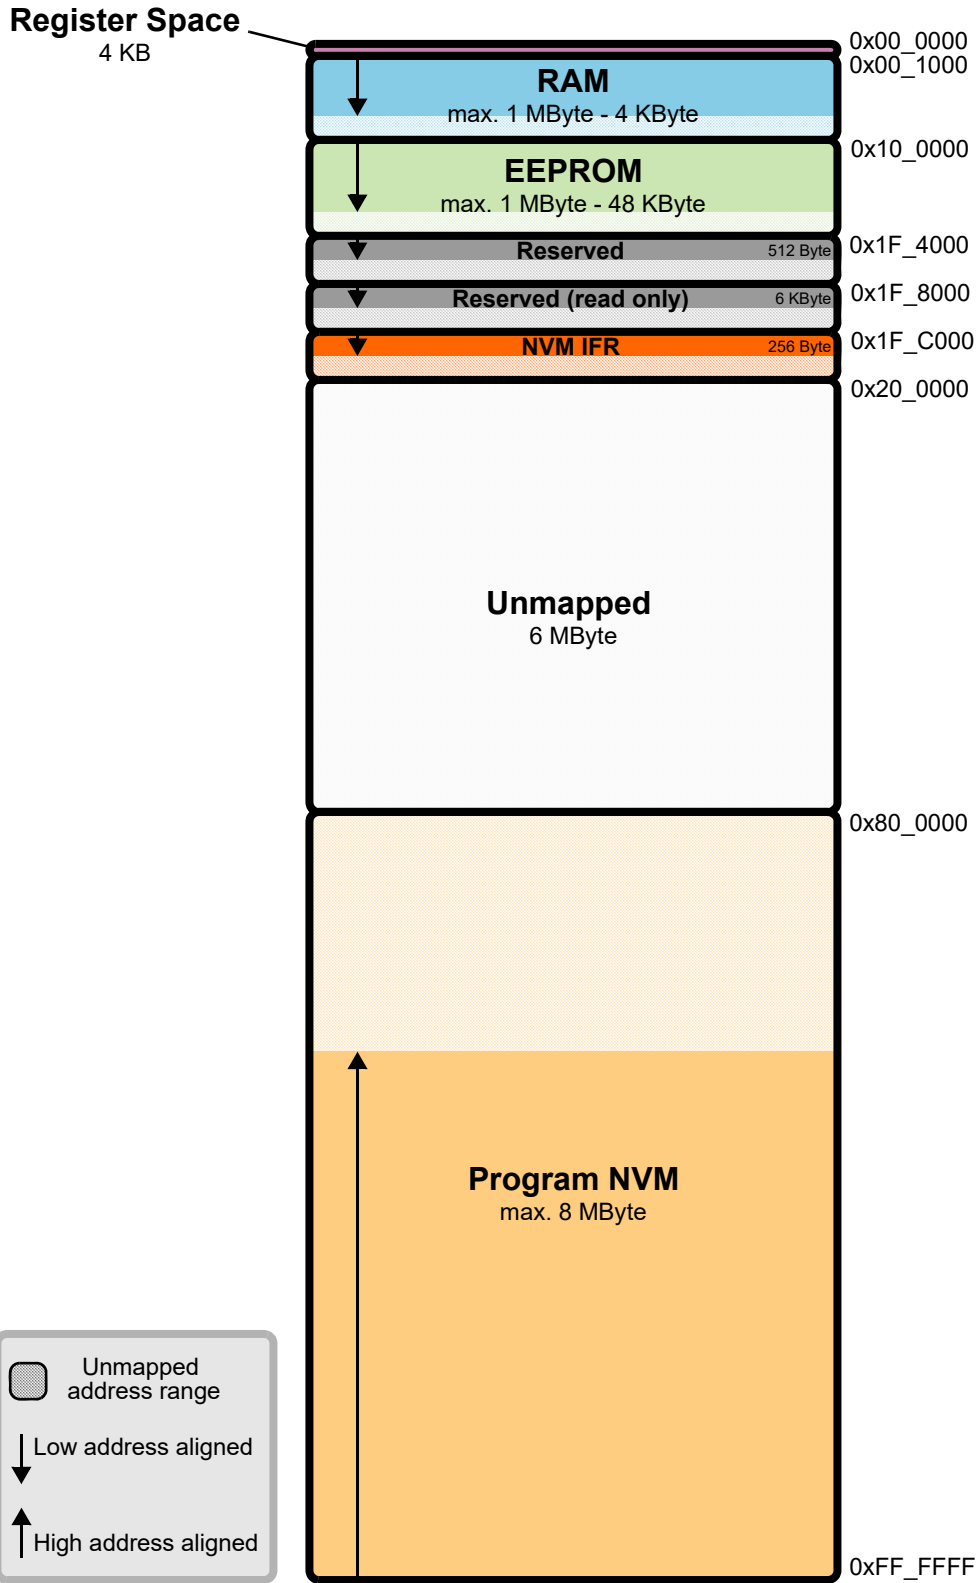 Register Space
4 KB
0x00_0000
0x00_1000
RAM
max. 1 MByte - 4 KByte
0x10_0000
EEPROM
max. 1 MByte - 48 KByte
0x1F_4000
Reserved
512 Byte
0x1F_8000
Reserved (read only)
6 KByte
0x1F_C000
NVM IFR
256 Byte
0x20_0000
Unmapped
6 MByte
0x80_0000
Program NVM
max. 8 MByte
Unmapped
address range
Low address aligned
High address aligned
0xFF_FFFF